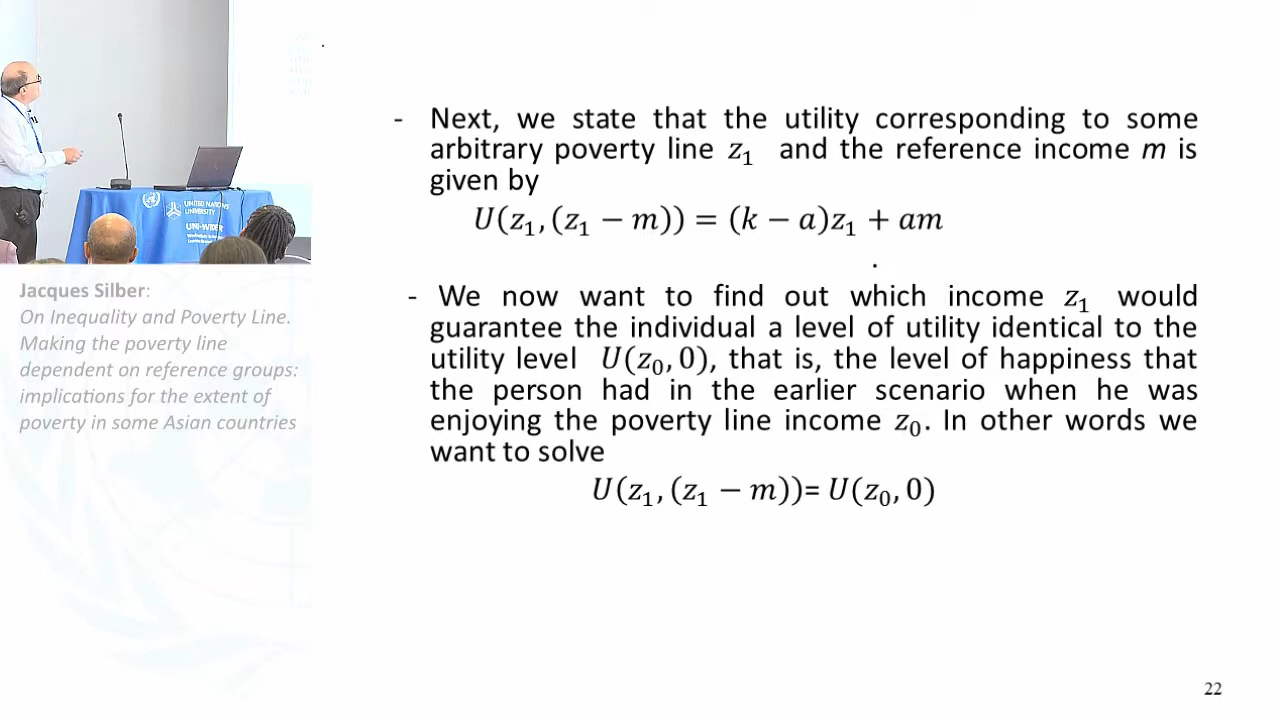 - Next, we state that the utility corresponding to some
arbitrary poverty line z₁ and the reference income m is
given by
U(z₁, (z₁ − m)) = (k − a)z₁ + am
- We now want to find out which income z₁ would
guarantee the individual a level of utility identical to the
utility level U(z₀, 0), that is, the level of happiness that
the person had in the earlier scenario when he was
enjoying the poverty line income z₀. In other words we
want to solve
U(z₁, (z₁ − m))= U(z₀, 0)
22
UNITED NATIONS
UNIVERSITY
UNU-WIDER
Jacques Silber:
On Inequality and Poverty Line.
Making the poverty line
dependent on reference groups:
implications for the extent of
poverty in some Asian countries